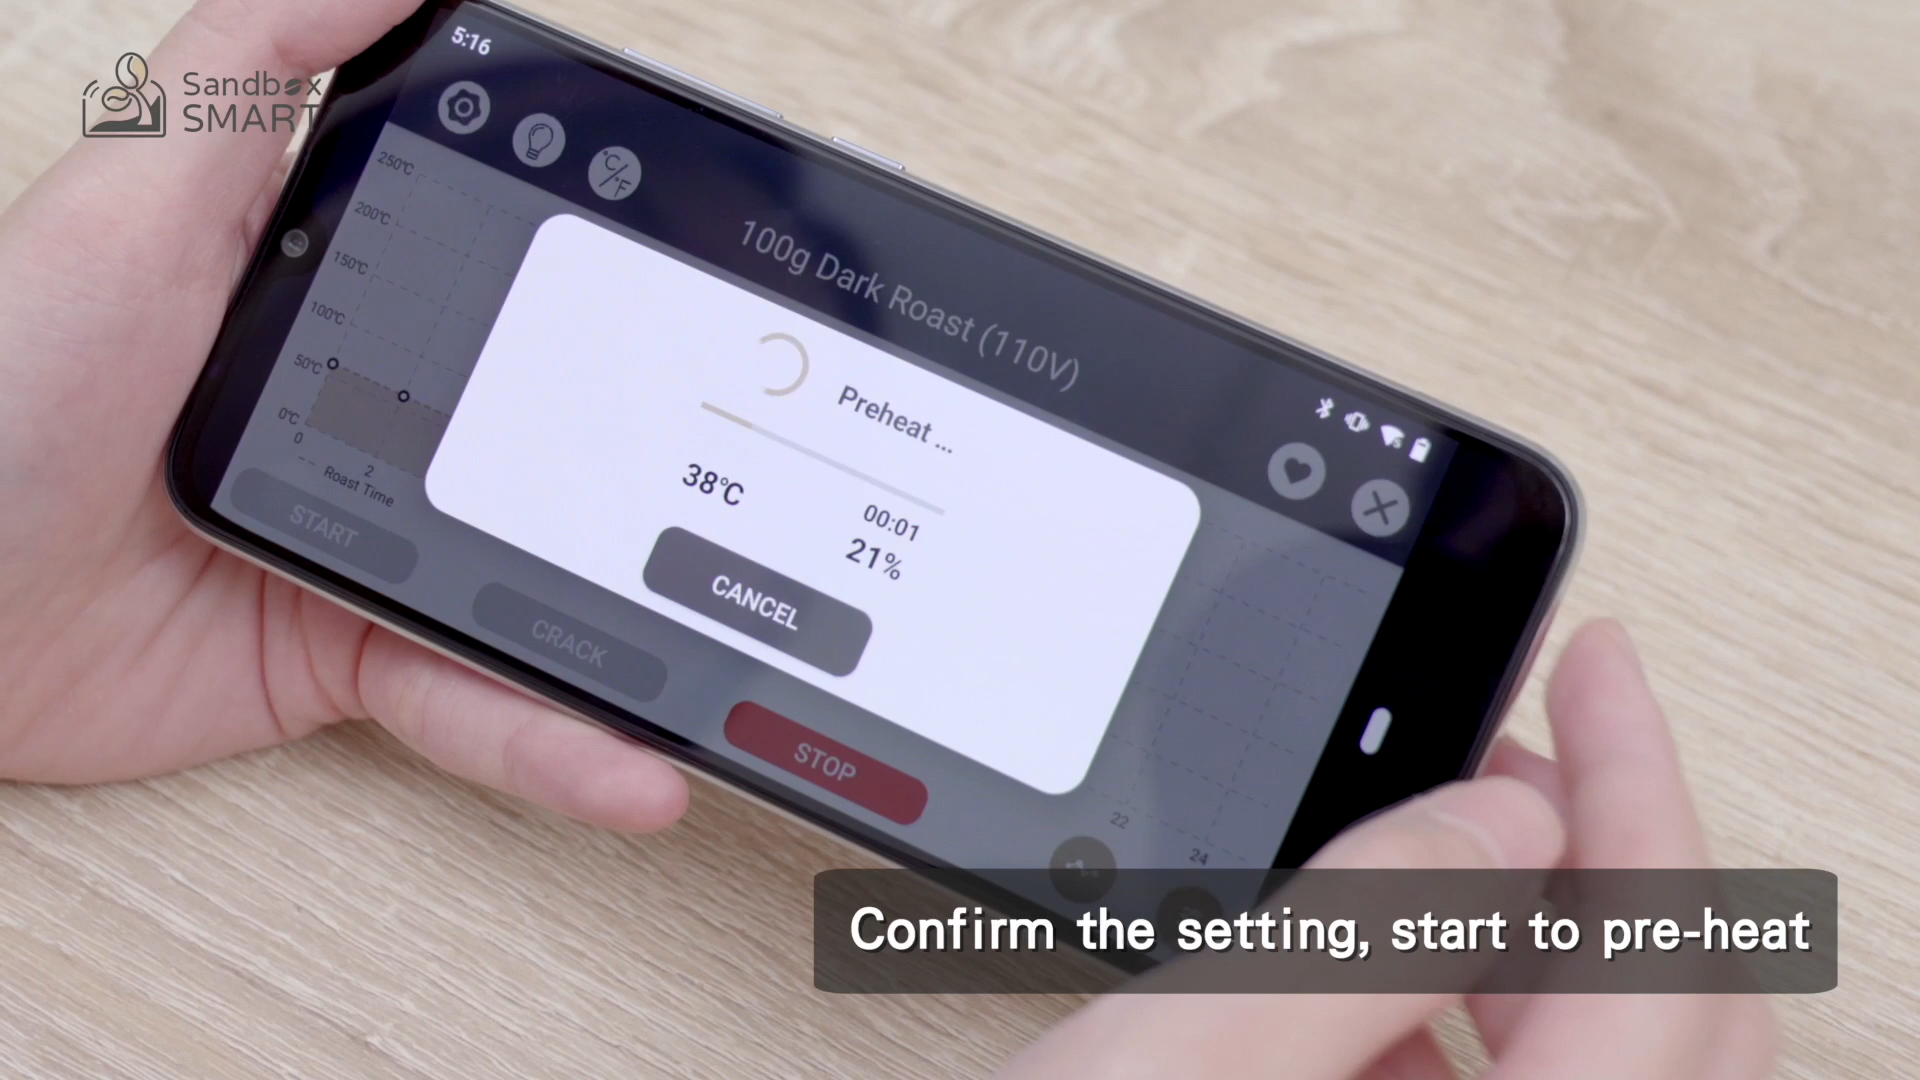 Sandbox
SMART
5:16
°C/°F
100g Dark Roast (110V)
250℃
200℃
150℃
100℃
50℃
0℃
0
2
Roast Time
22
24
Preheat ...
38℃
00:01
21%
CANCEL
START
CRACK
STOP
Confirm the setting, start to pre-heat